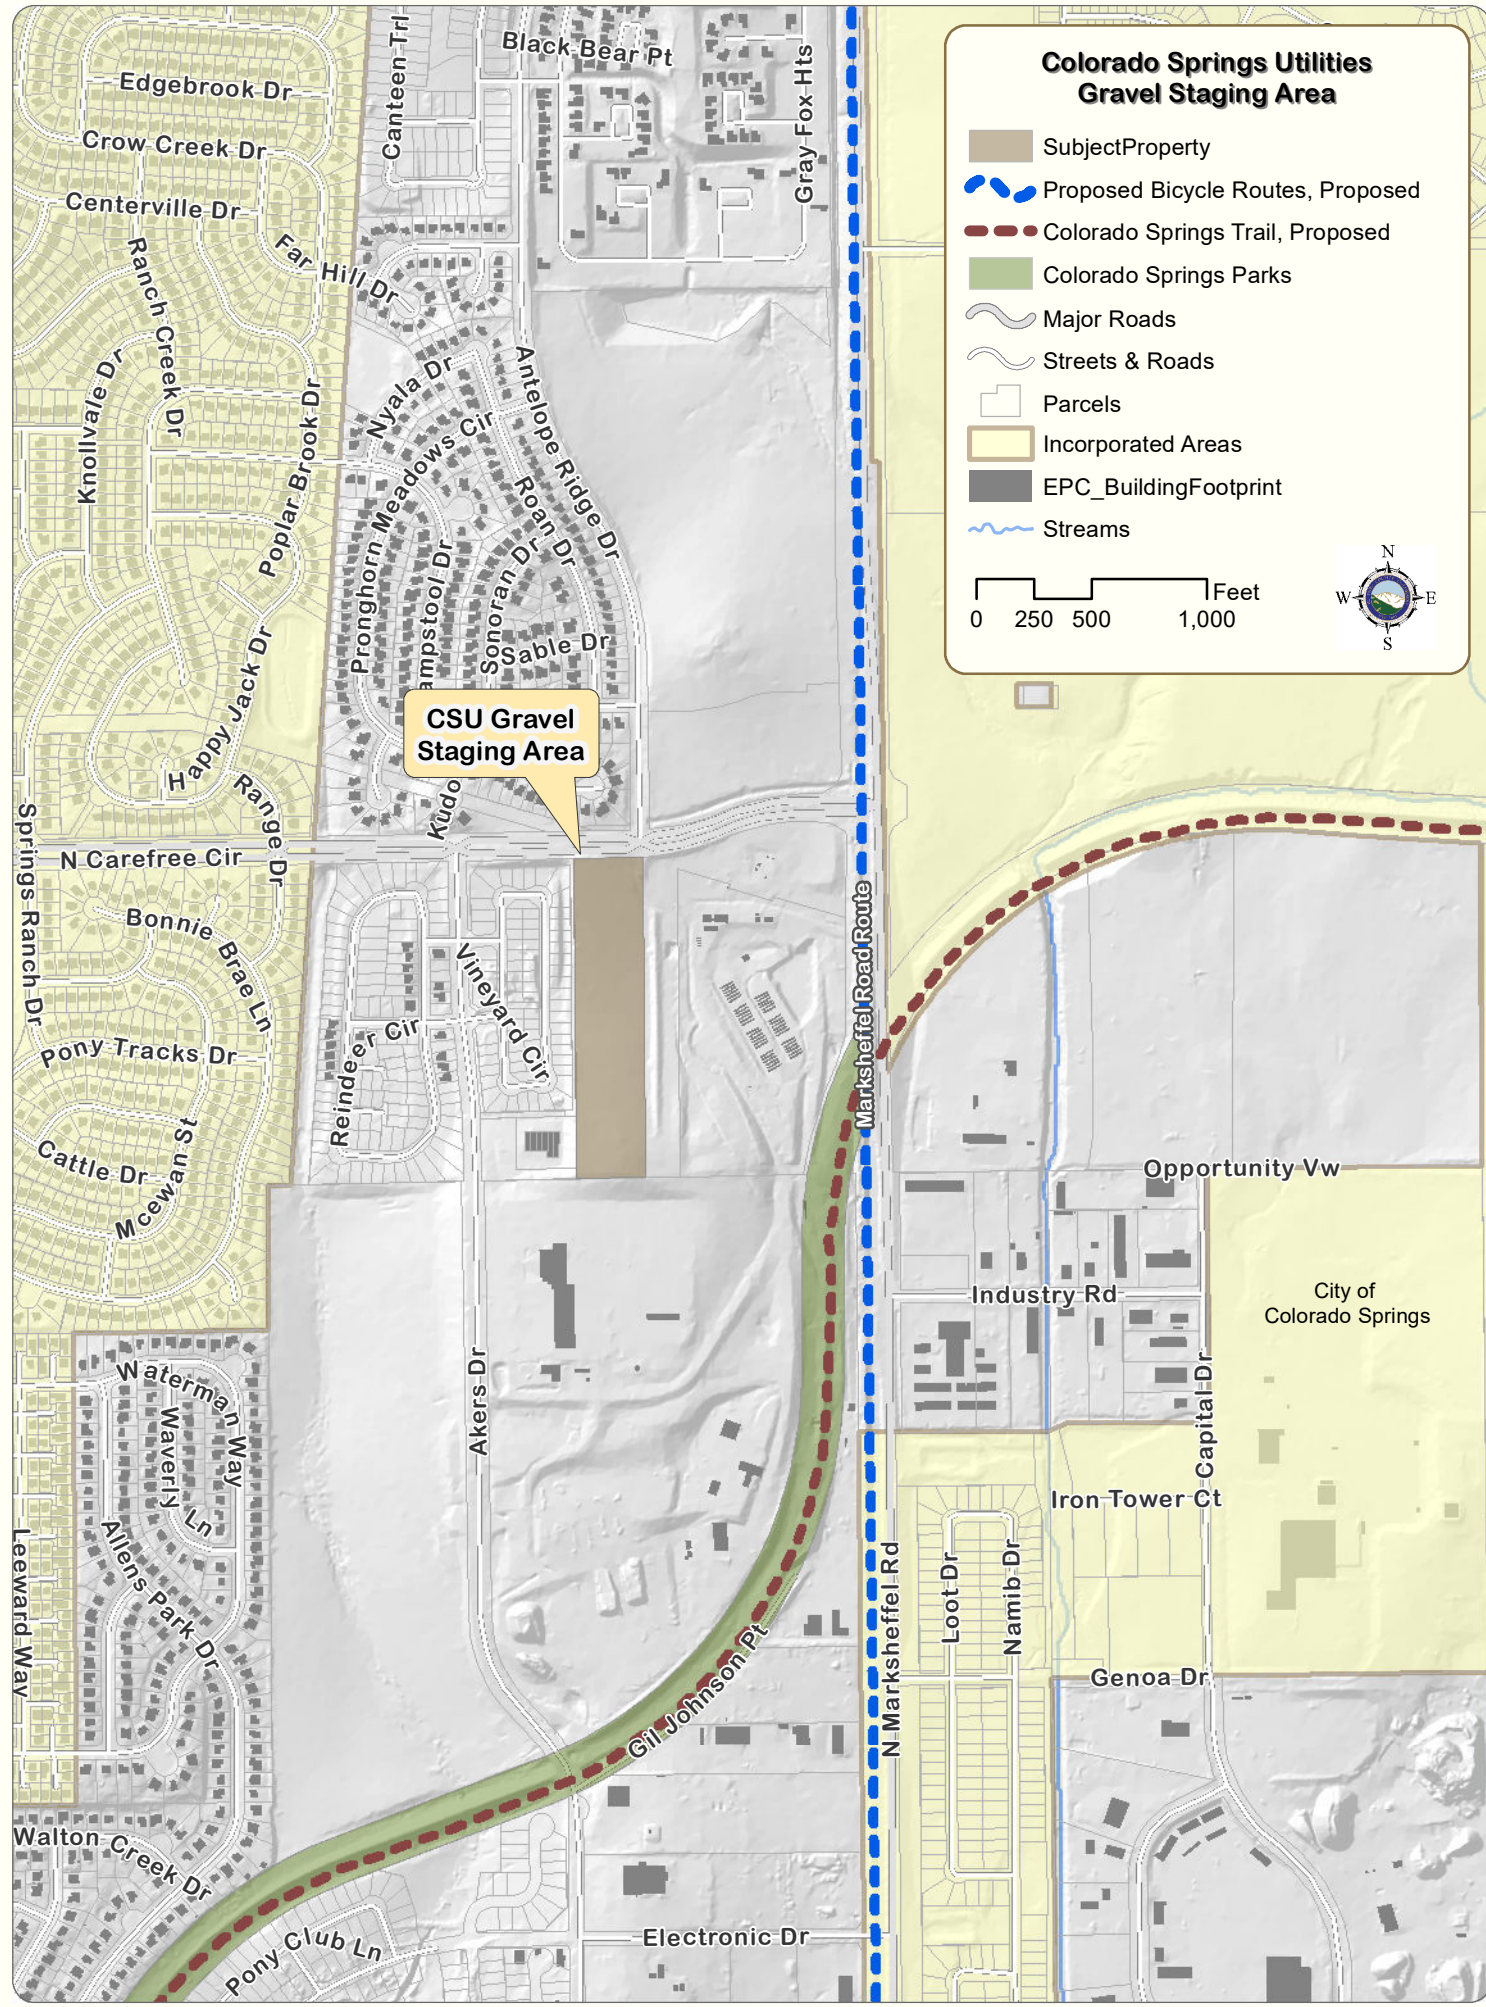 Colorado Springs Utilities
Gravel Staging Area
SubjectProperty
Proposed Bicycle Routes, Proposed
Colorado Springs Trail, Proposed
Colorado Springs Parks
Major Roads
Streets & Roads
Parcels
Incorporated Areas
EPC_BuildingFootprint
Streams
Feet
0 250 500 1,000
N
W E
S
Black Bear Pt
Canteen Trl
Gray Fox Hts
Edgebrook Dr
Crow Creek Dr
Centerville Dr
Far Hill Dr
Ranch Creek Dr
Knollvale Dr
Poplar Brook Dr
Nyala Dr
Antelope Ridge Dr
Pronghorn Meadows Cir
Roan Dr
Sonoran Dr
ampstool Dr
Sable Dr
Happy Jack Dr
CSU Gravel
Staging Area
Kudo
Range Dr
Springs Ranch Dr
N Carefree Cir
Bonnie Brae Ln
Vineyard Cir
Reindeer Cir
Marksheffel Road Route
Pony Tracks Dr
Cattle Dr
Mcewan St
Opportunity Vw
Industry Rd
City of
Colorado Springs
Capital Dr
Akers Dr
Waterman Way
Waverly Ln
Allens Park Dr
Leeward Way
Iron Tower Ct
Loot Dr
Namib Dr
N Marksheffel Rd
Genoa Dr
Gil Johnson Pt
Walton Creek Dr
Pony Club Ln
Electronic Dr